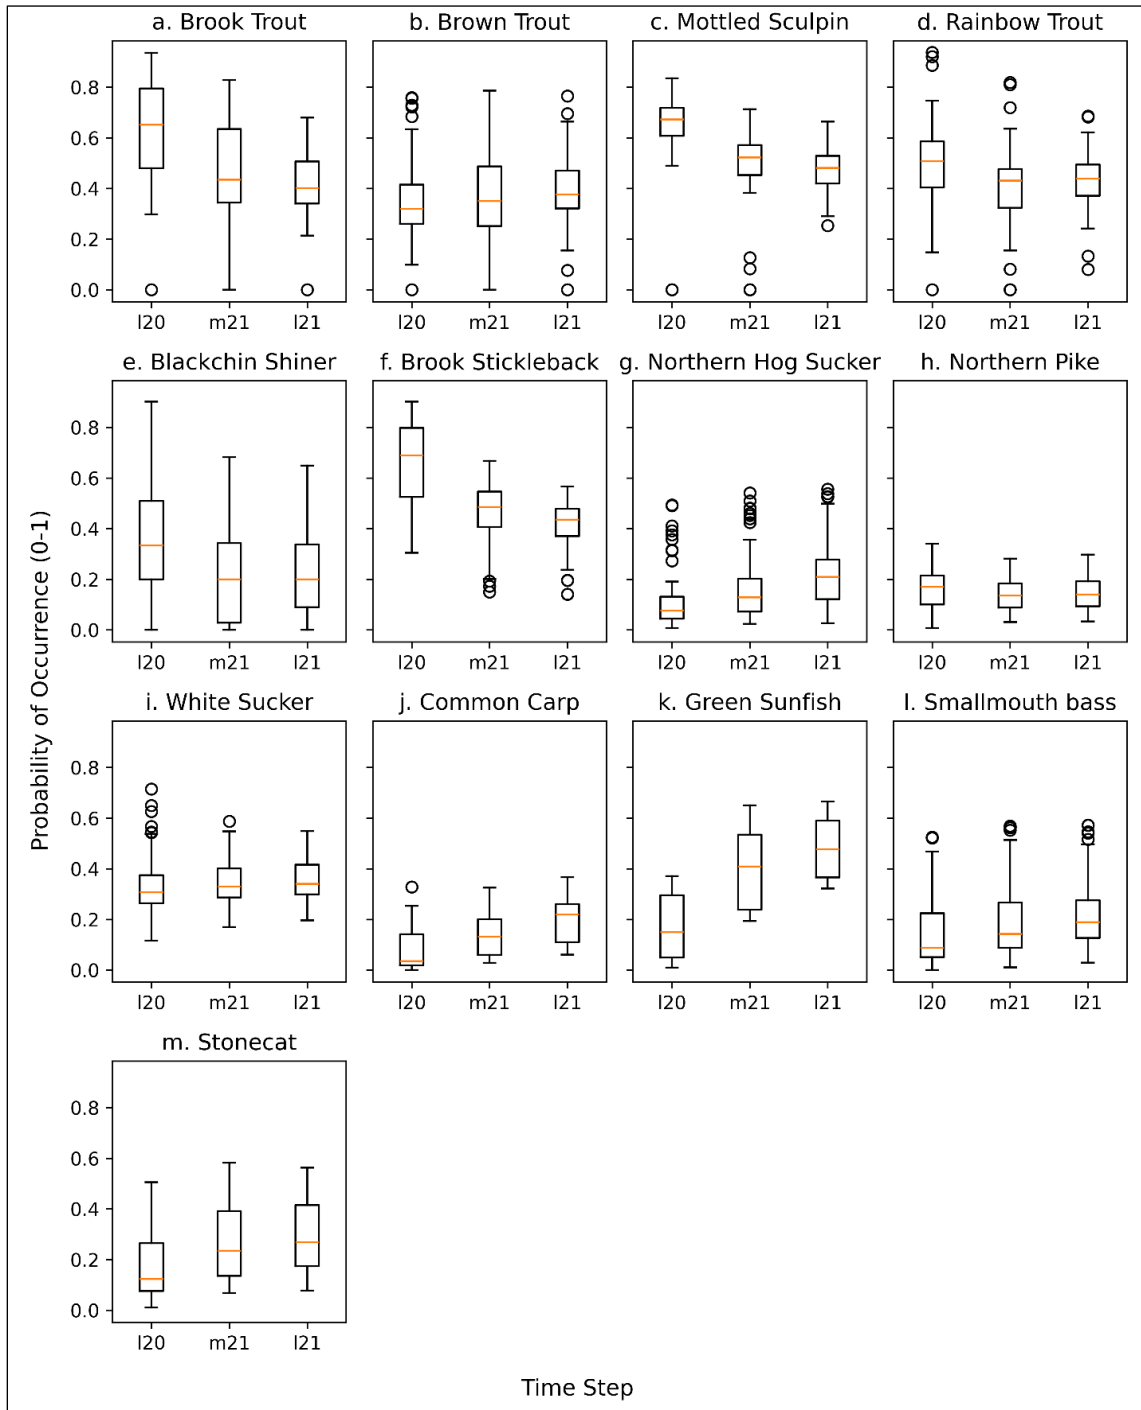 a. Brook Trout b. Brown Trout c. Mottled Sculpin d. Rainbow Trout
0.8
0.6
0.4
0.2
0.0
l20 m21 l21 l20 m21 l21 l20 m21 l21 l20 m21 l21
e. Blackchin Shiner f. Brook Stickleback g. Northern Hog Sucker h. Northern Pike
0.8
0.6
0.4
0.2
0.0
l20 m21 l21 l20 m21 l21 l20 m21 l21 l20 m21 l21
Probability of Occurrence (0-1)
i. White Sucker j. Common Carp k. Green Sunfish l. Smallmouth bass
0.8
0.6
0.4
0.2
0.0
l20 m21 l21 l20 m21 l21 l20 m21 l21 l20 m21 l21
m. Stonecat
0.8
0.6
0.4
0.2
0.0
l20 m21 l21
Time Step